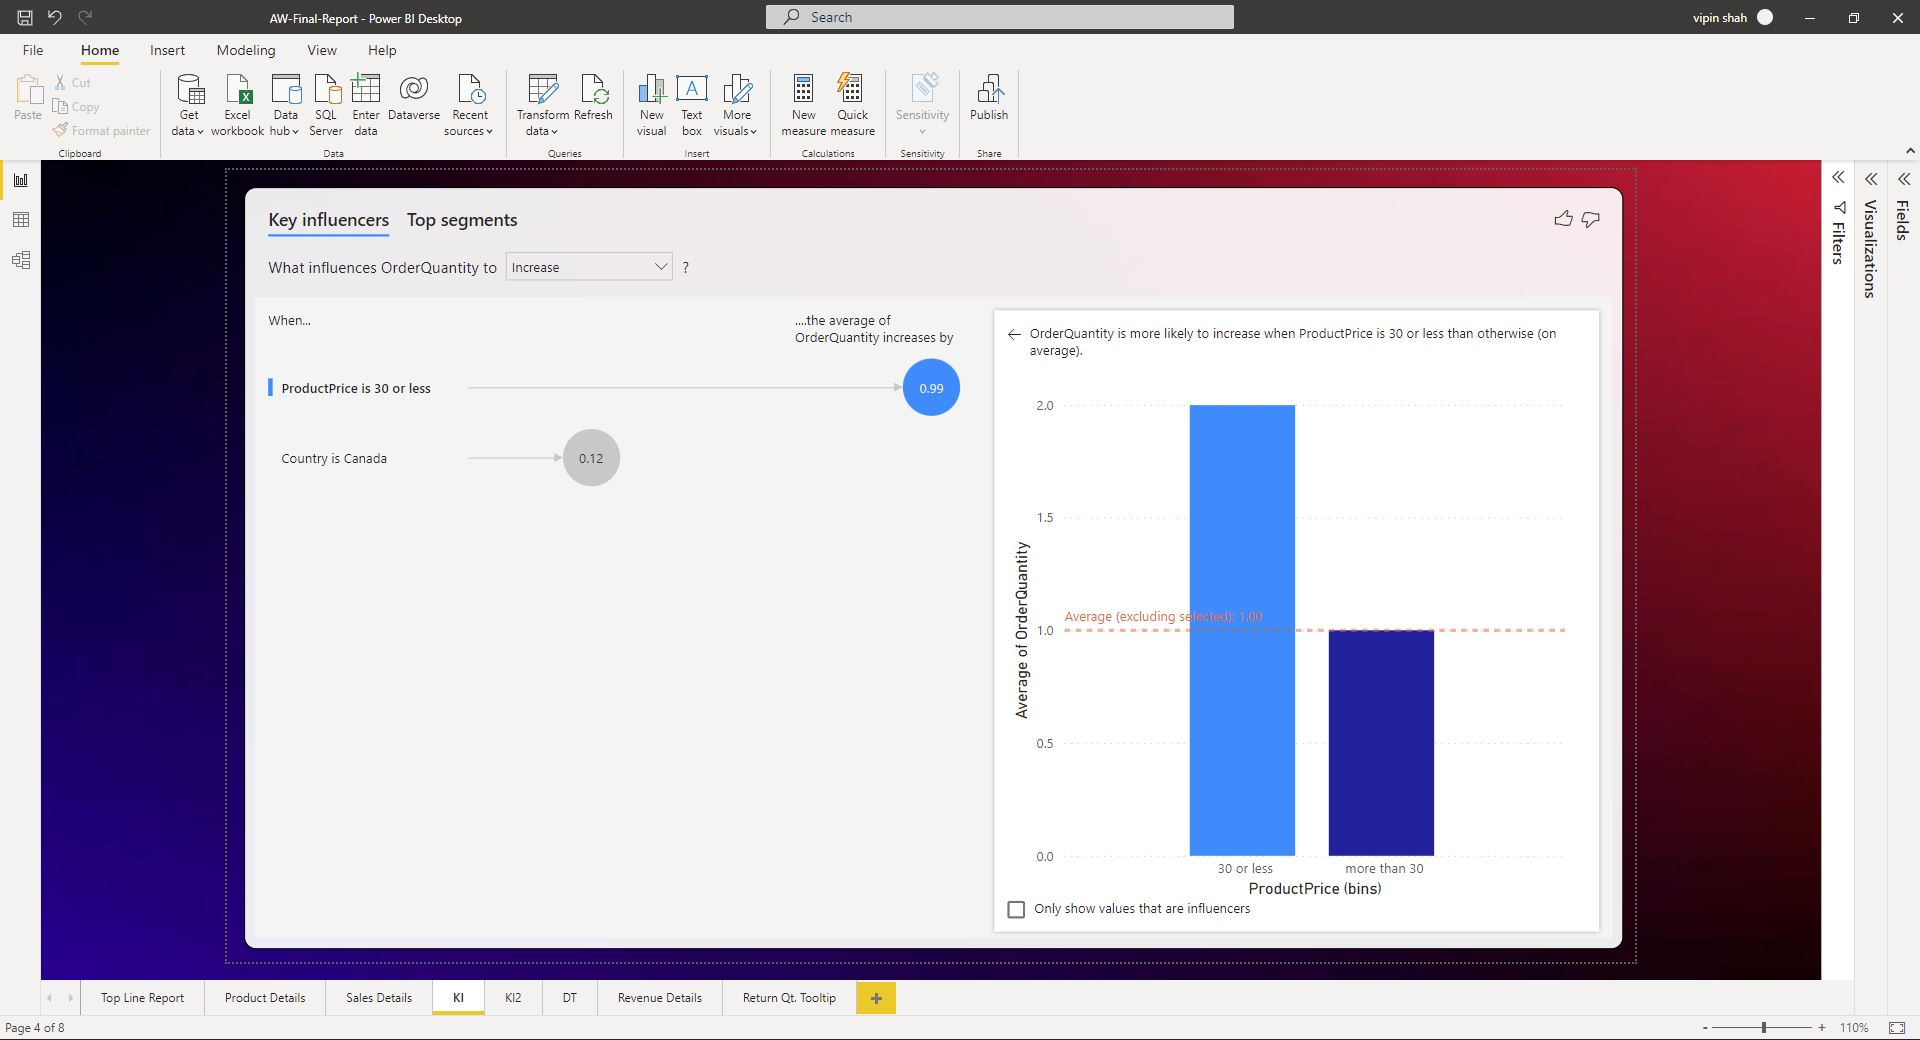 AW-Final-Report - Power BI Desktop
Search
vipin shah
File Home Insert Modeling View Help
Paste
Cut
Copy
Format painter
Clipboard
Get data
Excel workbook
Data hub
SQL Server
Enter data
Dataverse
Recent sources
Data
Transform data
Refresh
Queries
New visual
Text box
More visuals
Insert
New measure
Quick measure
Calculations
Sensitivity
Sensitivity
Publish
Share
Key influencers Top segments
What influences OrderQuantity to Increase ?
When...
....the average of
OrderQuantity increases by
ProductPrice is 30 or less 0.99
Country is Canada 0.12
OrderQuantity is more likely to increase when ProductPrice is 30 or less than otherwise (on
average).
2.0
1.5
Average (excluding selected): 1.00
1.0
0.5
0.0
Average of OrderQuantity
30 or less more than 30
ProductPrice (bins)
Only show values that are influencers
Filters
Visualizations
Fields
Top Line Report Product Details Sales Details KI KI2 DT Revenue Details Return Qt. Tooltip +
Page 4 of 8
- + 110%